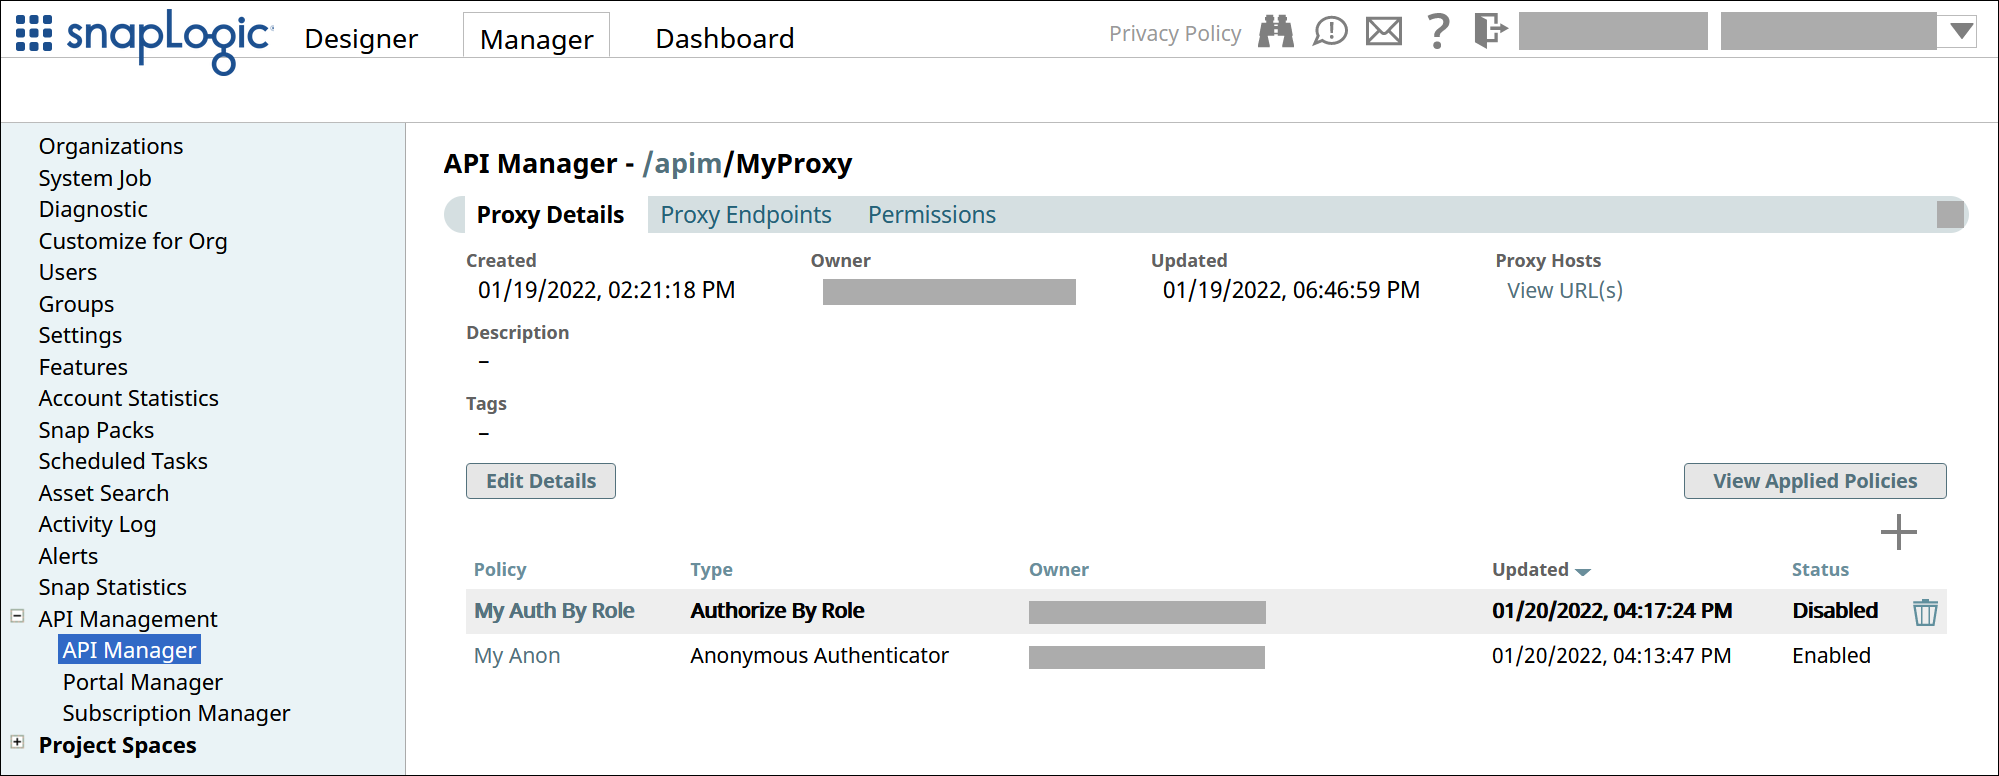 snapLogic Designer Manager Dashboard Privacy Policy
Organizations
System Job
Diagnostic
Customize for Org
Users
Groups
Settings
Features
Account Statistics
Snap Packs
Scheduled Tasks
Asset Search
Activity Log
Alerts
Snap Statistics
API Management
API Manager
Portal Manager
Subscription Manager
Project Spaces
API Manager - /apim/MyProxy
Proxy Details Proxy Endpoints Permissions
Created Owner Updated Proxy Hosts
01/19/2022, 02:21:18 PM 01/19/2022, 06:46:59 PM View URL(s)
Description
–
Tags
–
Edit Details View Applied Policies
Policy Type Owner Updated Status
My Auth By Role Authorize By Role 01/20/2022, 04:17:24 PM Disabled
My Anon Anonymous Authenticator 01/20/2022, 04:13:47 PM Enabled